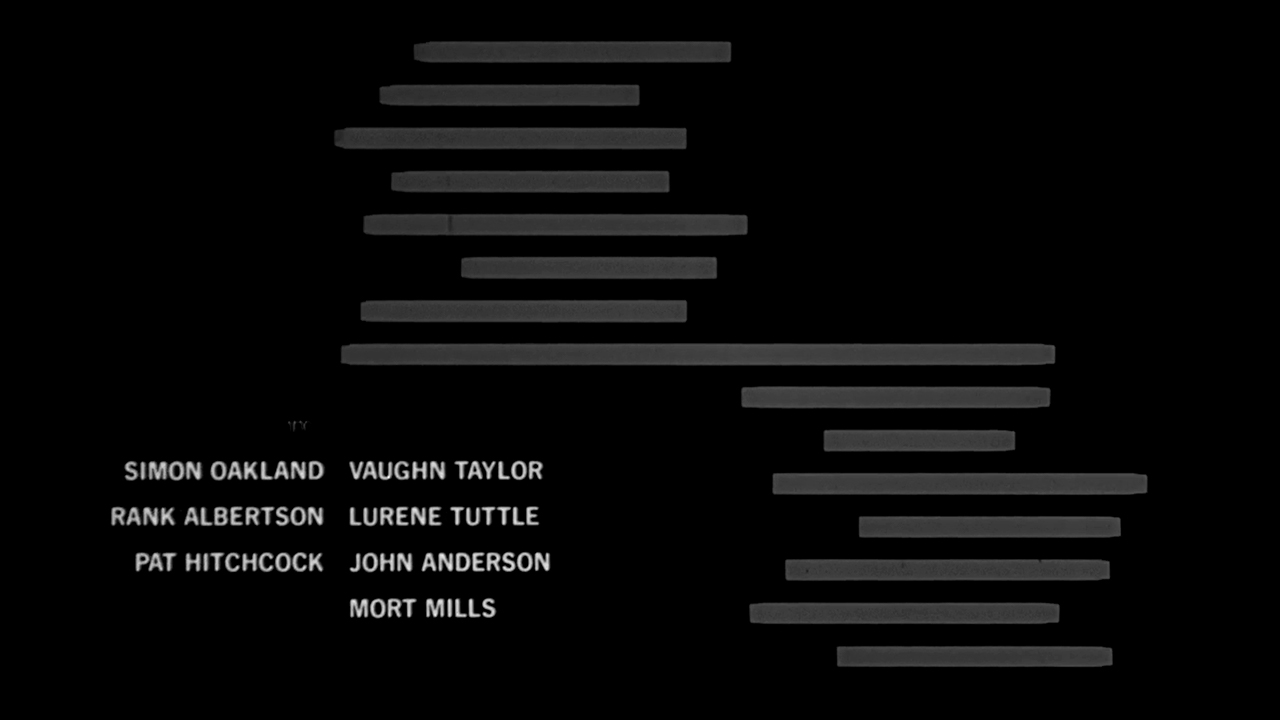 SIMON OAKLAND VAUGHN TAYLOR
RANK ALBERTSON LURENE TUTTLE
PAT HITCHCOCK JOHN ANDERSON
MORT MILLS